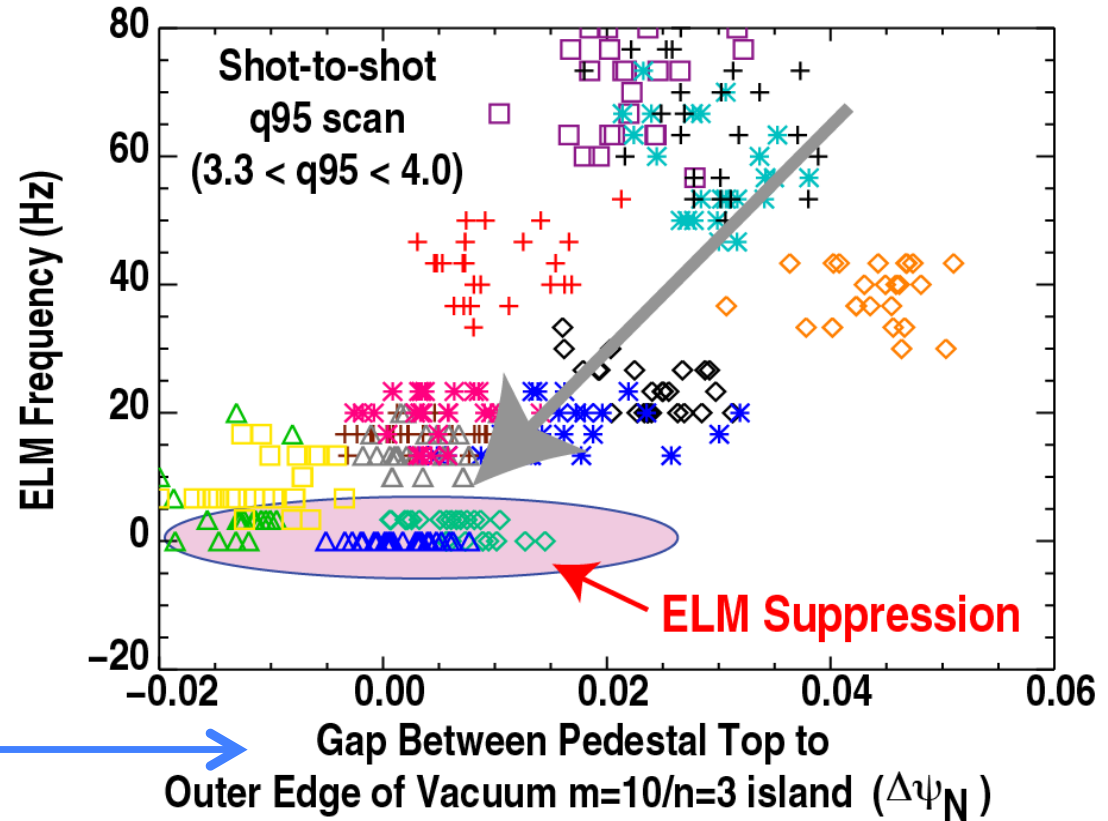 80
60
40
20
0
−20
ELM Frequency (Hz)
Shot-to-shot
q95 scan
(3.3 < q95 < 4.0)
ELM Suppression
−0.02 0.00 0.02 0.04 0.06
Gap Between Pedestal Top to
Outer Edge of Vacuum m=10/n=3 island (ΔψN)